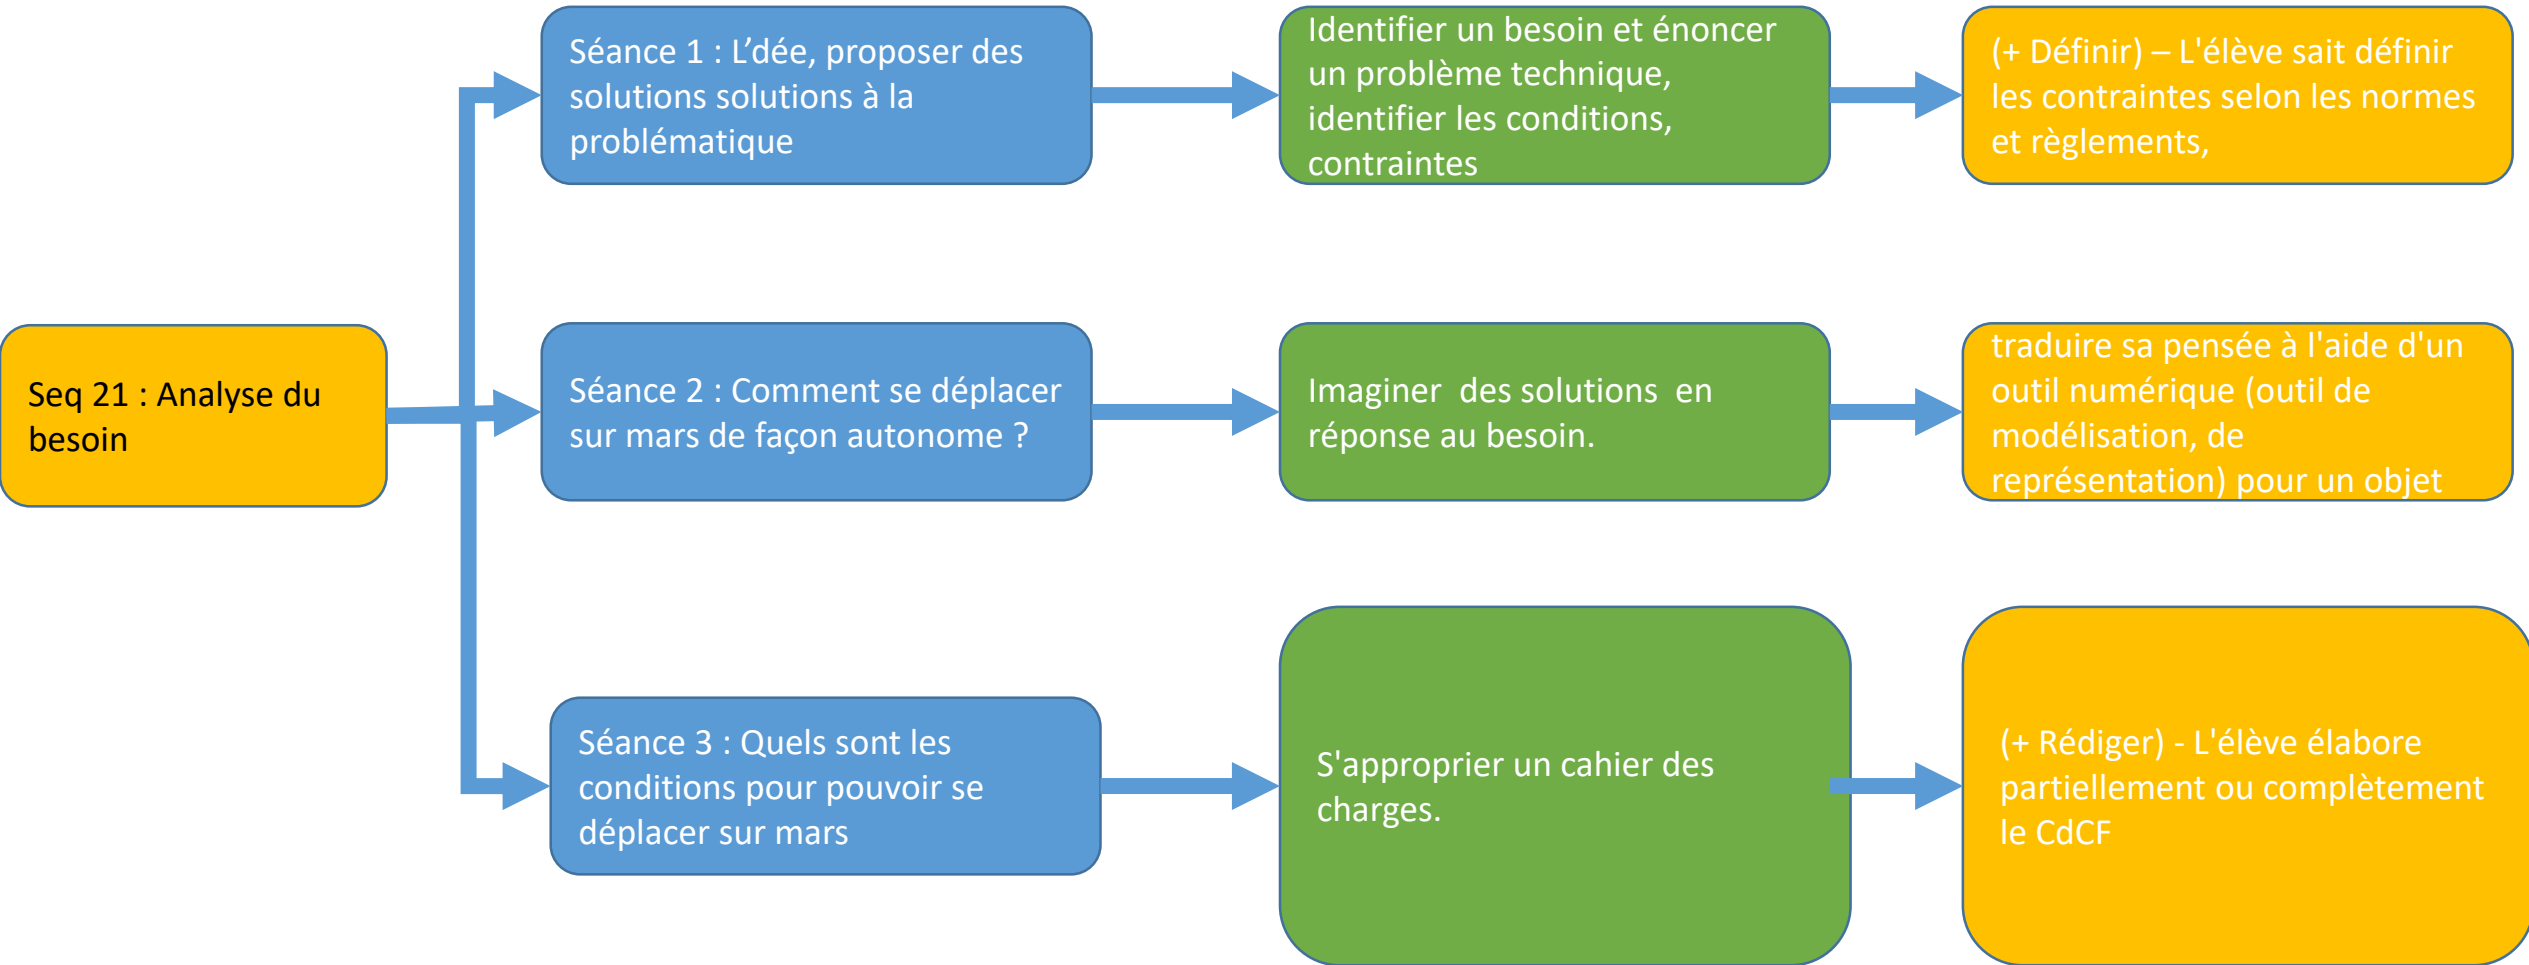 Seq 21 : Analyse du
besoin
Séance 1 : L’dée, proposer des
solutions solutions à la
problématique
Identifier un besoin et énoncer
un problème technique,
identifier les conditions,
contraintes
(+ Définir) – L'élève sait définir
les contraintes selon les normes
et règlements,
Séance 2 : Comment se déplacer
sur mars de façon autonome ?
Imaginer  des solutions  en
réponse au besoin.
traduire sa pensée à l'aide d'un
outil numérique (outil de
modélisation, de
représentation) pour un objet
Séance 3 : Quels sont les
conditions pour pouvoir se
déplacer sur mars
S'approprier un cahier des
charges.
(+ Rédiger) - L'élève élabore
partiellement ou complètement
le CdCF